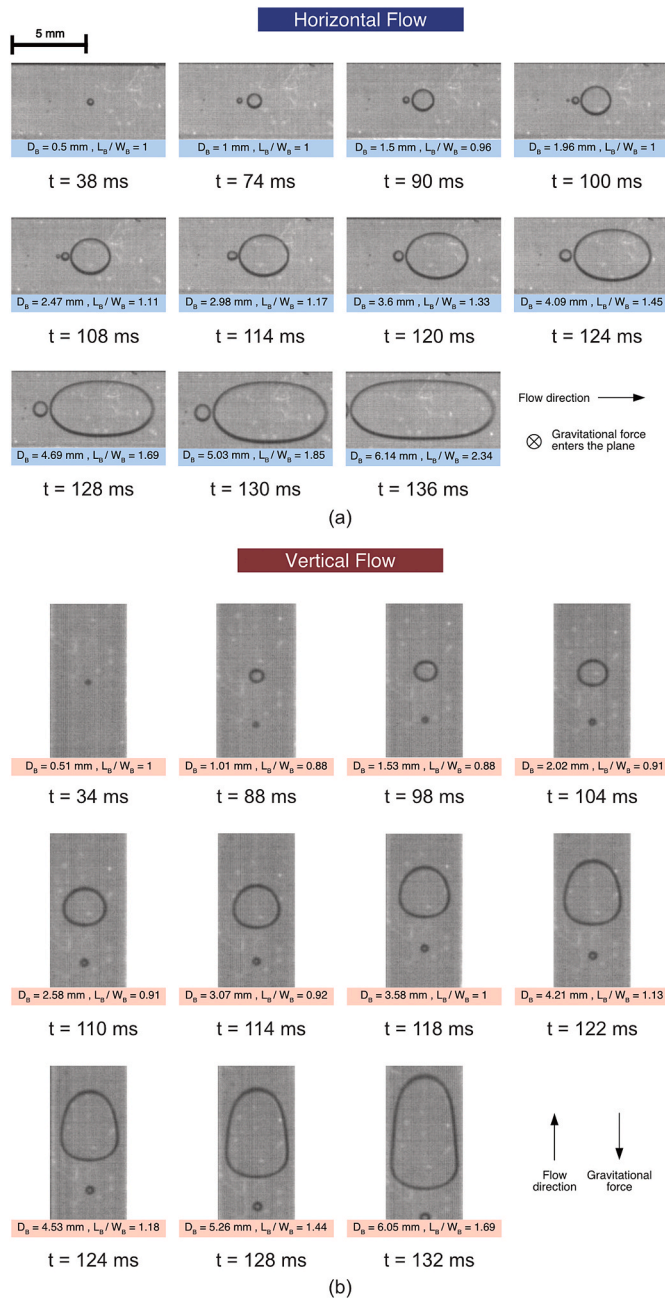 Horizontal Flow
5 mm
D_B = 0.5 mm , L_B / W_B = 1
D_B = 1 mm , L_B / W_B = 1
D_B = 1.5 mm , L_B / W_B = 0.96
D_B = 1.96 mm , L_B / W_B = 1
t = 38 ms
t = 74 ms
t = 90 ms
t = 100 ms
D_B = 2.47 mm , L_B / W_B = 1.11
D_B = 2.98 mm , L_B / W_B = 1.17
D_B = 3.6 mm , L_B / W_B = 1.33
D_B = 4.09 mm , L_B / W_B = 1.45
t = 108 ms
t = 114 ms
t = 120 ms
t = 124 ms
Flow direction
Gravitational force
enters the plane
D_B = 4.69 mm , L_B / W_B = 1.69
D_B = 5.03 mm , L_B / W_B = 1.85
D_B = 6.14 mm , L_B / W_B = 2.34
t = 128 ms
t = 130 ms
t = 136 ms
(a)
Vertical Flow
D_B = 0.51 mm , L_B / W_B = 1
D_B = 1.01 mm , L_B / W_B = 0.88
D_B = 1.53 mm , L_B / W_B = 0.88
D_B = 2.02 mm , L_B / W_B = 0.91
t = 34 ms
t = 88 ms
t = 98 ms
t = 104 ms
D_B = 2.58 mm , L_B / W_B = 0.91
D_B = 3.07 mm , L_B / W_B = 0.92
D_B = 3.58 mm , L_B / W_B = 1
D_B = 4.21 mm , L_B / W_B = 1.13
t = 110 ms
t = 114 ms
t = 118 ms
t = 122 ms
Flow
direction
Gravitational
force
D_B = 4.53 mm , L_B / W_B = 1.18
D_B = 5.26 mm , L_B / W_B = 1.44
D_B = 6.05 mm , L_B / W_B = 1.69
t = 124 ms
t = 128 ms
t = 132 ms
(b)